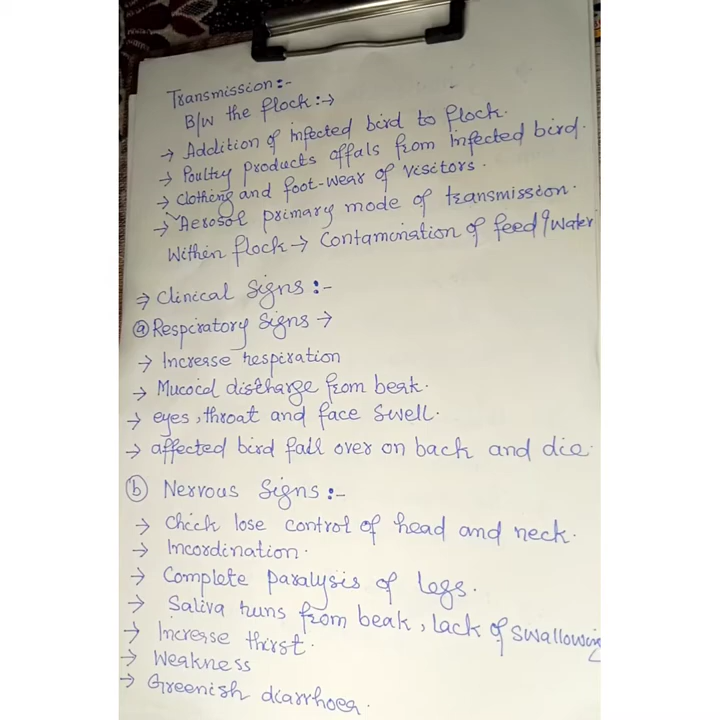 Transmission:-
B/w the flock:→
→ Addition of infected bird to flock.
→ Poultry products offals from infected bird.
→ Clotheng and foot-wear of visitors.
→ Aerosol primary mode of transmission.
Within flock → Contamination of feed & water
⇒ Clinical Signs:-
ⓐ Respiratory Signs →
→ Increase respiration
→ Mucoid discharge from beak.
→ eyes, throat and face swell.
→ affected bird fall over on back and die.
ⓑ Nervous Signs:-
→ Chick lose control of head and neck.
→ Incordination.
→ Complete paralysis of legs.
→ Saliva runs from beak, lack of swallowing
→ Increase thirst.
→ Weakness
→ Greenish diarrhoea.